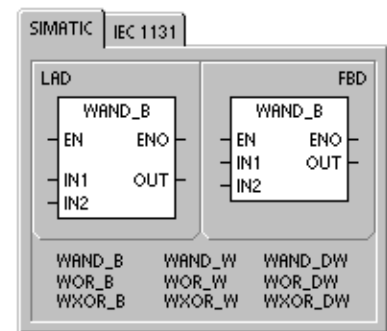 SIMATIC IEC 1131
LAD FBD
WAND_B WAND_B
EN ENO EN ENO
IN1 OUT IN1 OUT
IN2 IN2
WAND_B WAND_W WAND_DW
WOR_B WOR_W WOR_DW
WXOR_B WXOR_W WXOR_DW